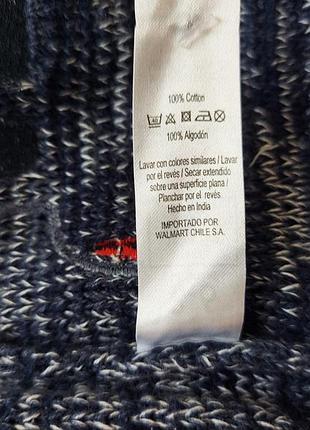 100% Cotton
100% Algodón
Lavar con colores similares / Lavar
por el revés / Secar extendido
sobre una superficie plana /
Planchar por el revés
Hecho en India
IMPORTADO POR
WALMART CHILE S.A.